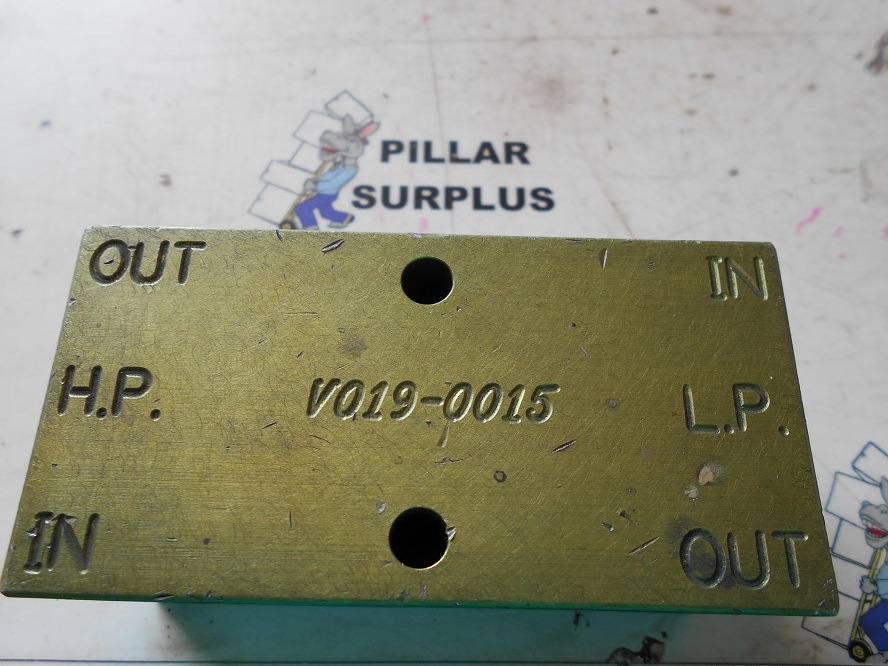 PILLAR
SURPLUS
OUT IN
H.P. V019-0015 L.P.
IN OUT